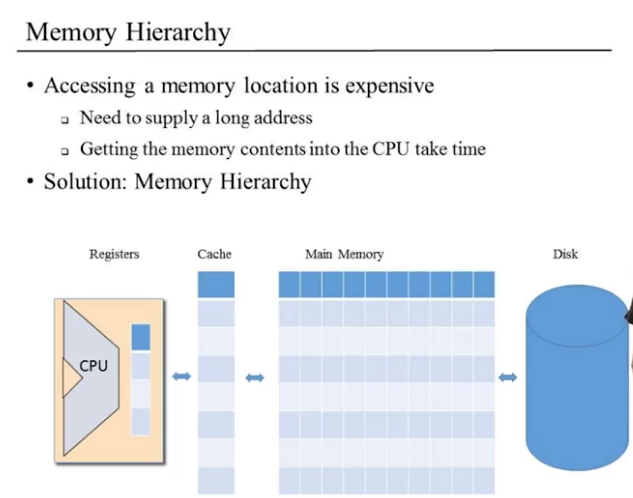 Memory Hierarchy
• Accessing a memory location is expensive
❑ Need to supply a long address
❑ Getting the memory contents into the CPU take time
• Solution: Memory Hierarchy
Registers Cache Main Memory Disk
CPU